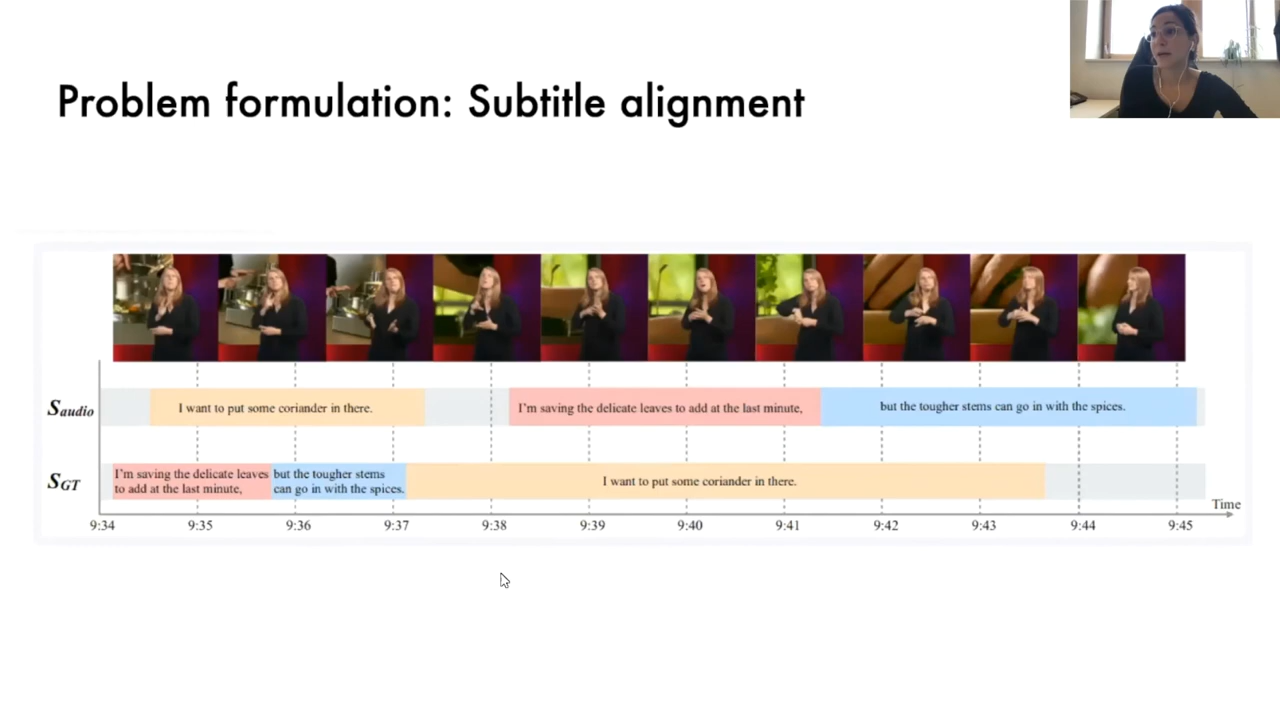 Problem formulation: Subtitle alignment
S audio
I want to put some coriander in there.
I'm saving the delicate leaves to add at the last minute,
but the tougher stems can go in with the spices.
S GT
I'm saving the delicate leaves
to add at the last minute,
but the tougher stems
can go in with the spices.
I want to put some coriander in there.
Time
9:34 9:35 9:36 9:37 9:38 9:39 9:40 9:41 9:42 9:43 9:44 9:45